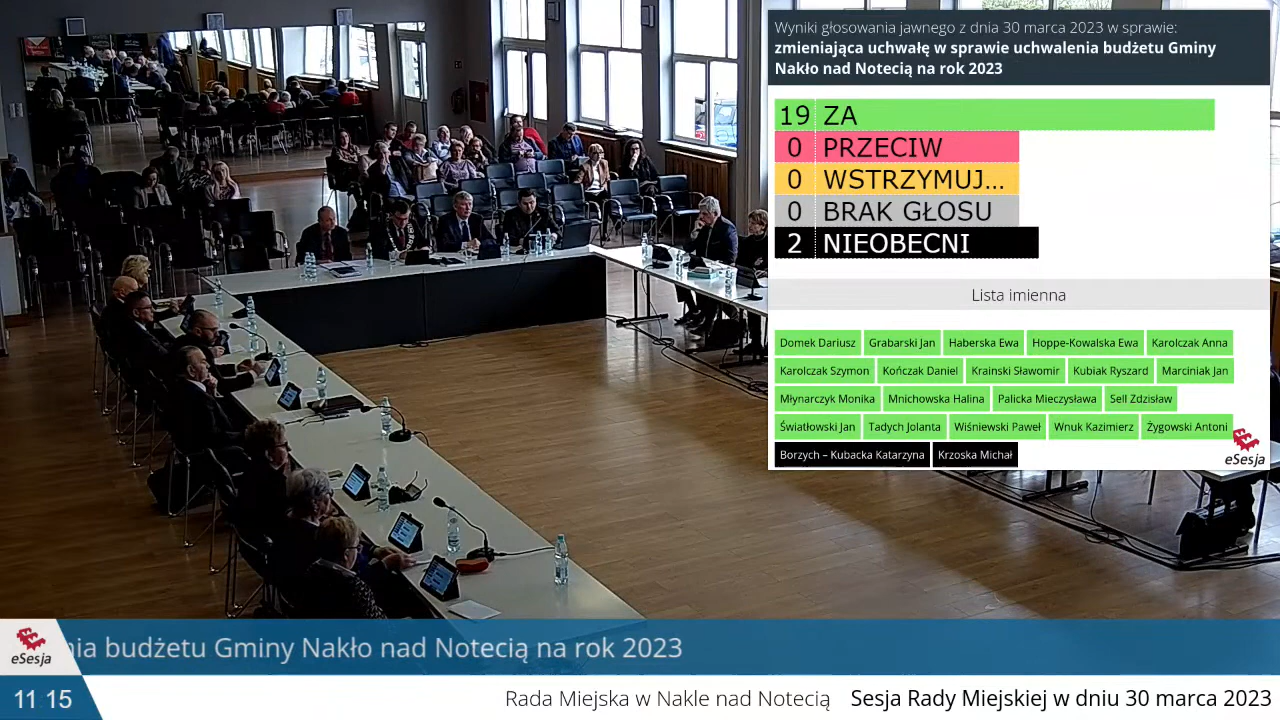 Wyniki głosowania jawnego z dnia 30 marca 2023 w sprawie:
zmieniająca uchwałę w sprawie uchwalenia budżetu Gminy
Nakło nad Notecią na rok 2023
19 ZA
0 PRZECIW
0 WSTRZYMUJ...
0 BRAK GŁOSU
2 NIEOBECNI
Lista imienna
Domek Dariusz Grabarski Jan Haberska Ewa Hoppe-Kowalska Ewa Karolczak Anna
Karolczak Szymon Kończak Daniel Krainski Sławomir Kubiak Ryszard Marciniak Jan
Młynarczyk Monika Mnichowska Halina Palicka Mieczysława Sell Zdzisław
Światłowski Jan Tadych Jolanta Wiśniewski Paweł Wnuk Kazimierz Żygowski Antoni
Borzych – Kubacka Katarzyna Krzoska Michał
eSesja
eSesja
nia budżetu Gminy Nakło nad Notecią na rok 2023
11 15
Rada Miejska w Nakle nad Notecią Sesja Rady Miejskiej w dniu 30 marca 2023